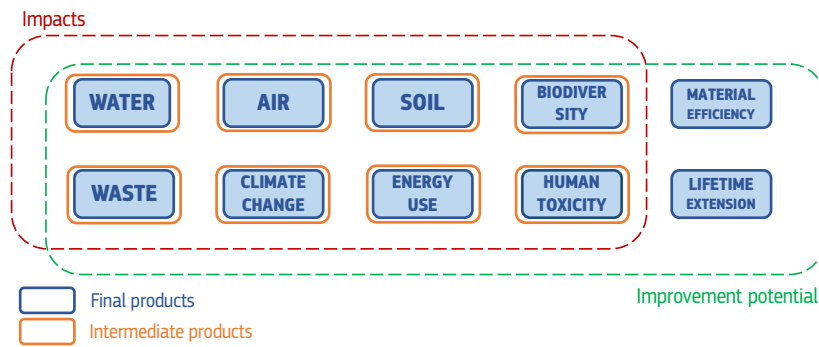 Impacts
WATER
AIR
SOIL
BIODIVER
SITY
MATERIAL
EFFICIENCY
WASTE
CLIMATE
CHANGE
ENERGY
USE
HUMAN
TOXICITY
LIFETIME
EXTENSION
Final products
Improvement potential
Intermediate products